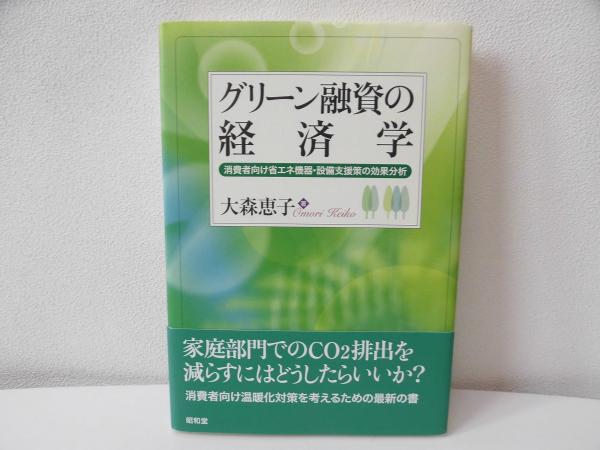 グリーン融資の
経済学
消費者向け省エネ機器・設備支援策の効果分析
大森恵子 著
Omori Keiko
家庭部門でのCO2排出を
減らすにはどうしたらいいか?
消費者向け温暖化対策を考えるための最新の書
昭和堂